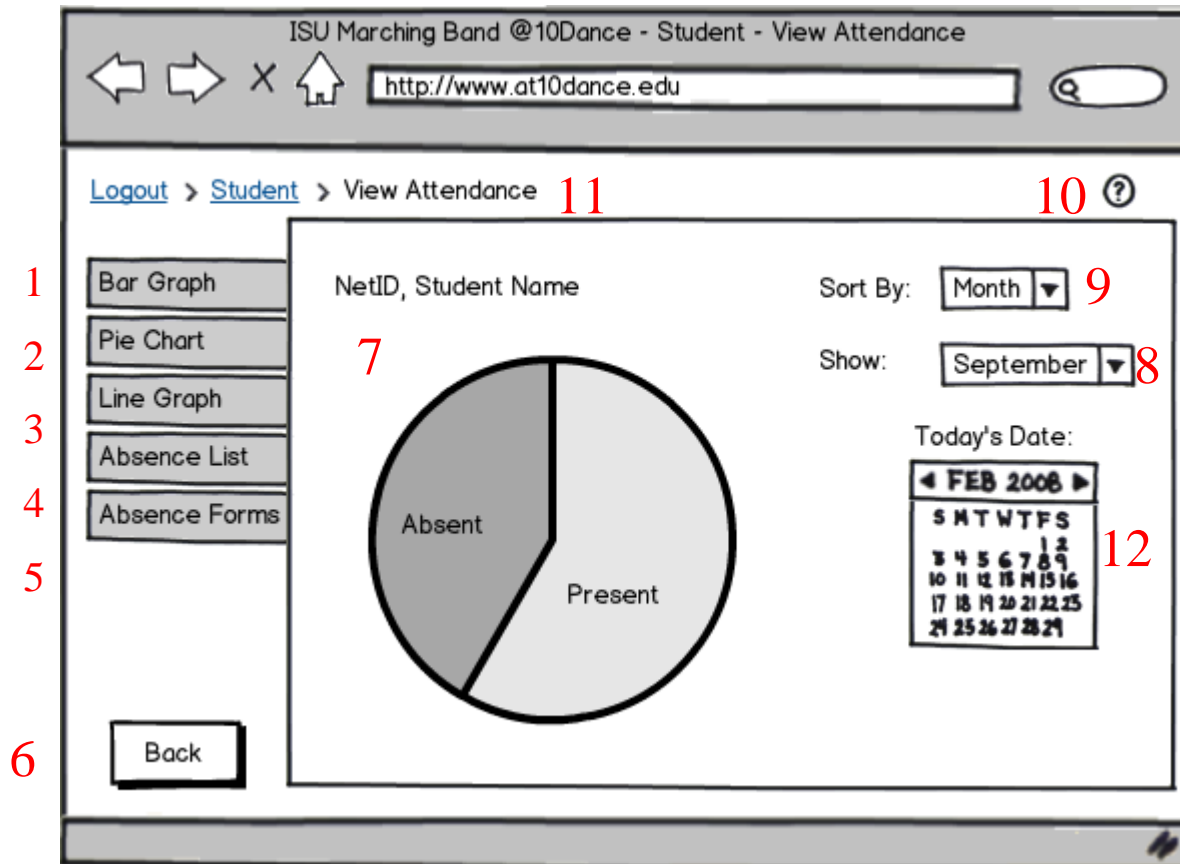 ISU Marching Band @10Dance - Student - View Attendance
http://www.at10dance.edu
Logout > Student > View Attendance 11 10 ?
1 Bar Graph
2 Pie Chart
3 Line Graph
4 Absence List
5 Absence Forms
6 Back
NetID, Student Name
7
Absent
Present
Sort By: Month 9
Show: September 8
Today's Date:
FEB 2008
S M T W T F S
1 2
3 4 5 6 7 8 9
10 11 12 13 14 15 16
17 18 19 20 21 22 23
24 25 26 27 28 29
12